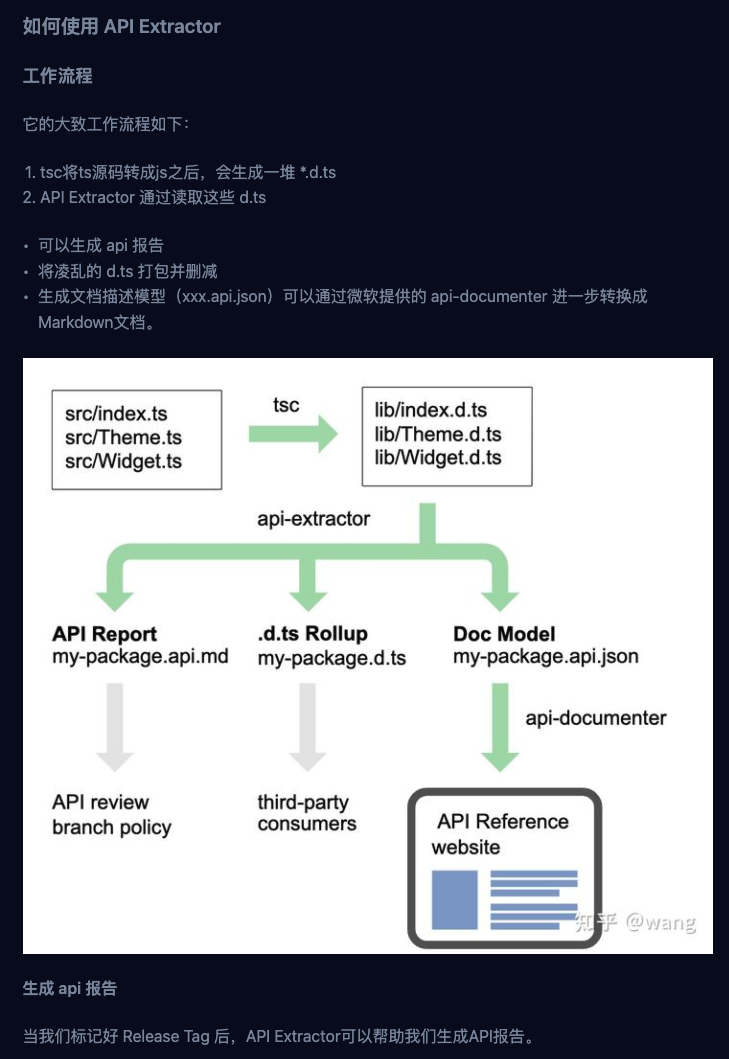 如何使用 API Extractor
工作流程
它的大致工作流程如下：
1. tsc将ts源码转成js之后，会生成一堆 *.d.ts
2. API Extractor 通过读取这些 d.ts
• 可以生成 api 报告
• 将凌乱的 d.ts 打包并删减
• 生成文档描述模型（xxx.api.json）可以通过微软提供的 api-documenter 进一步转换成
Markdown文档。
src/index.ts
src/Theme.ts
src/Widget.ts
tsc
lib/index.d.ts
lib/Theme.d.ts
lib/Widget.d.ts
api-extractor
API Report
my-package.api.md
.d.ts Rollup
my-package.d.ts
Doc Model
my-package.api.json
api-documenter
API review
branch policy
third-party
consumers
API Reference
website
知乎 @wang
生成 api 报告
当我们标记好 Release Tag 后，API Extractor可以帮助我们生成API报告。